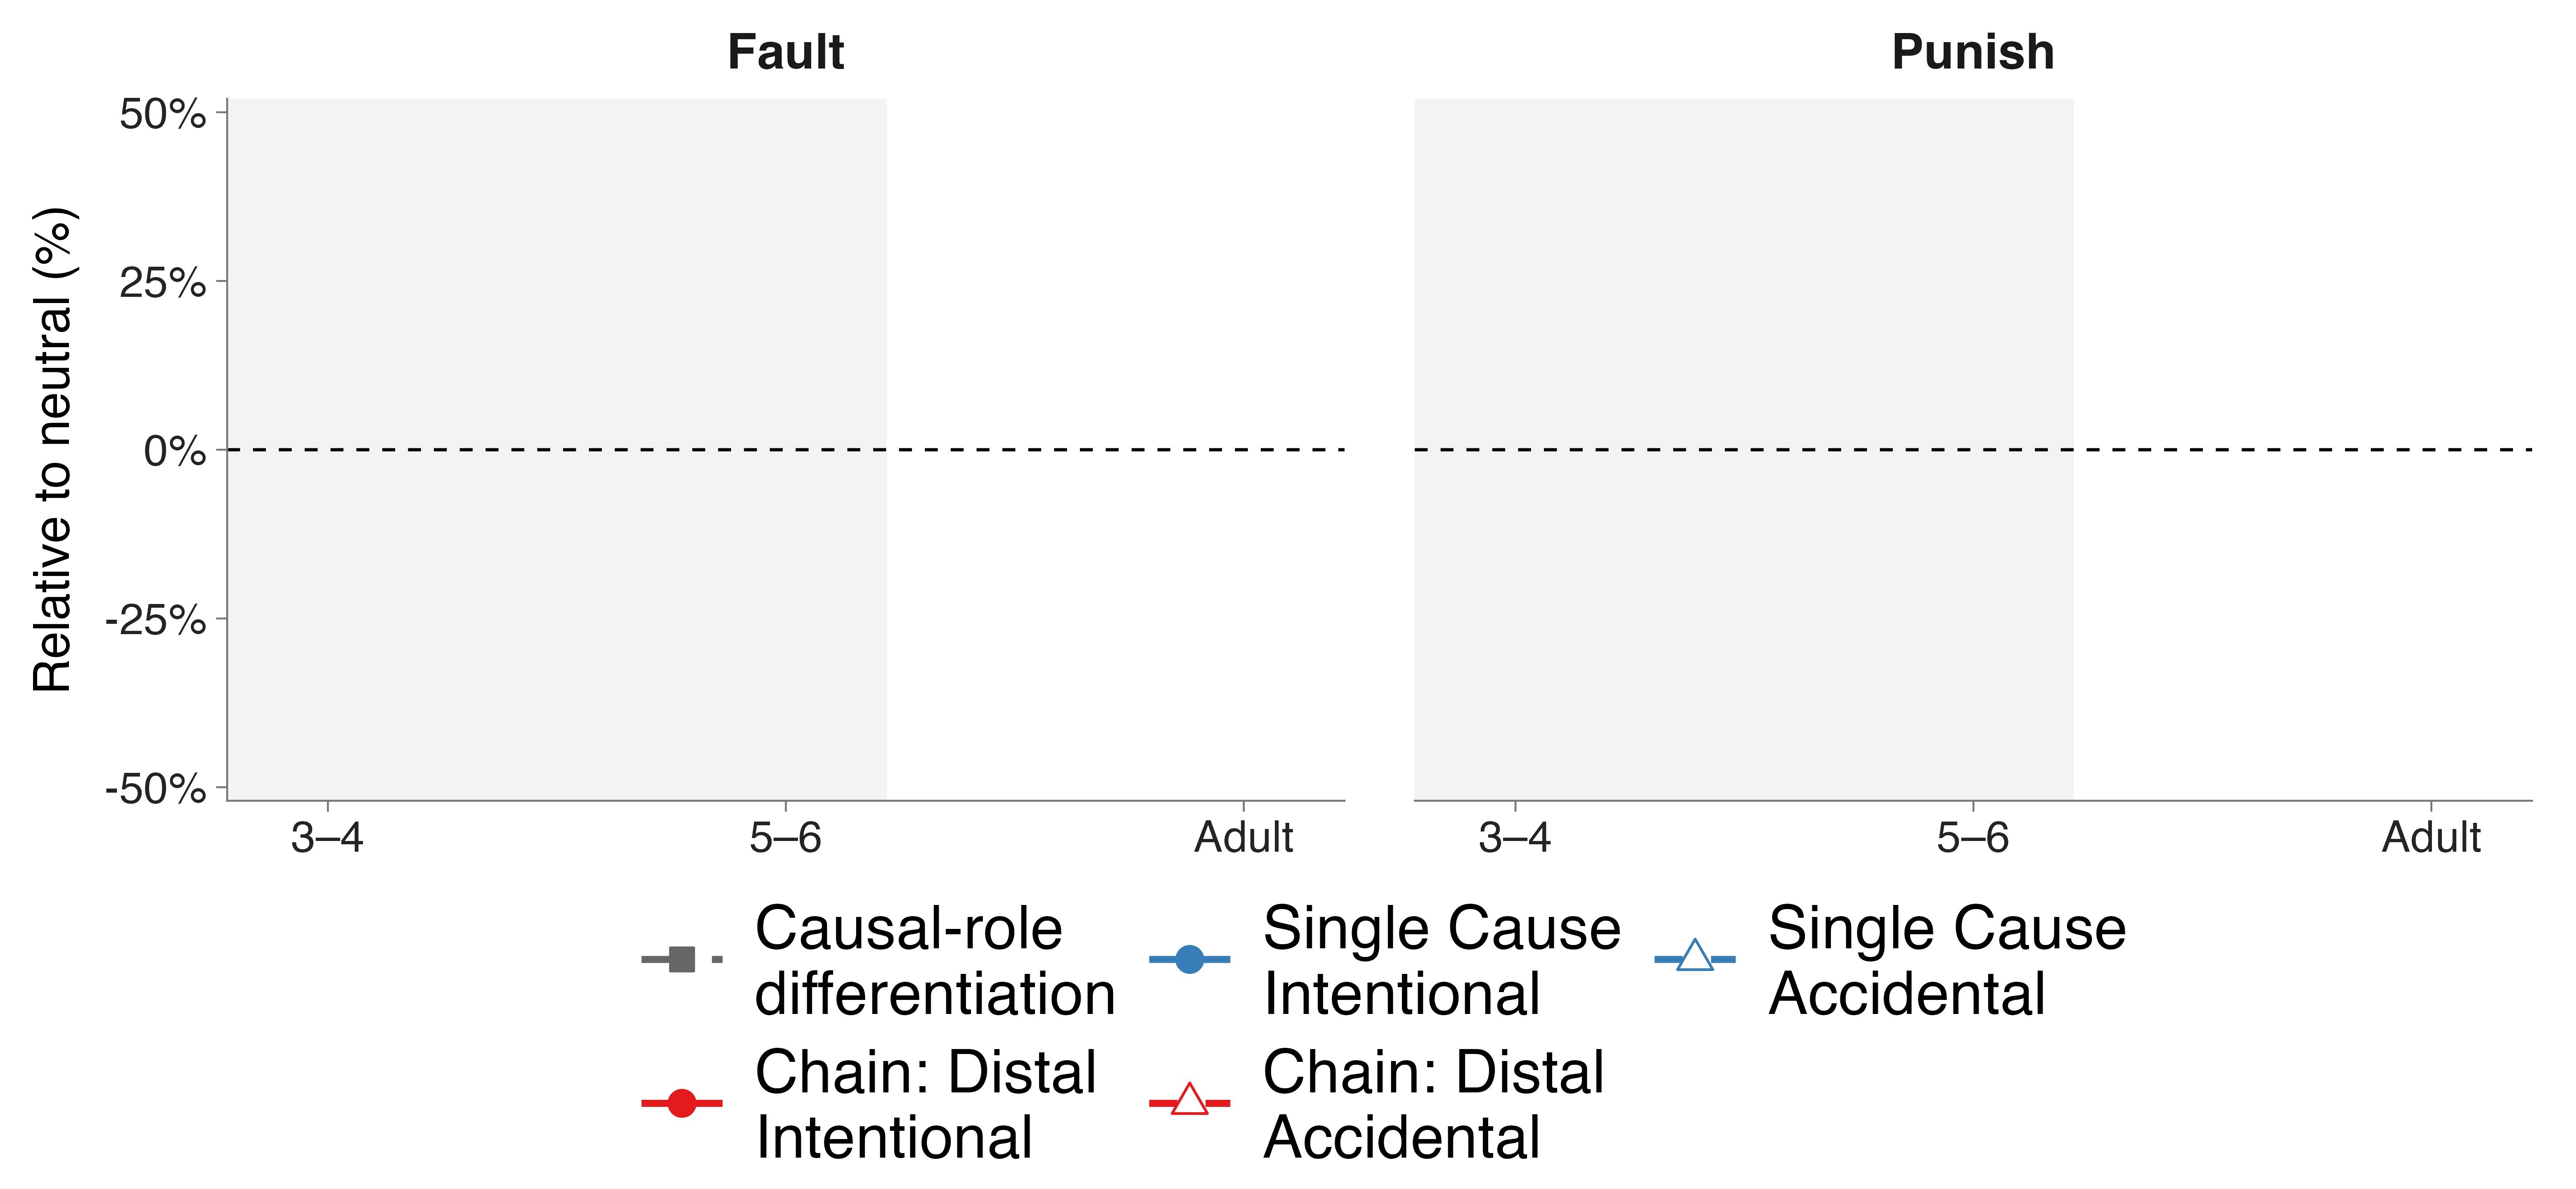 Fault
Punish
Relative to neutral (%)
50%
25%
0%
-25%
-50%
3–4
5–6
Adult
3–4
5–6
Adult
Causal-role
differentiation
Single Cause
Intentional
Single Cause
Accidental
Chain: Distal
Intentional
Chain: Distal
Accidental